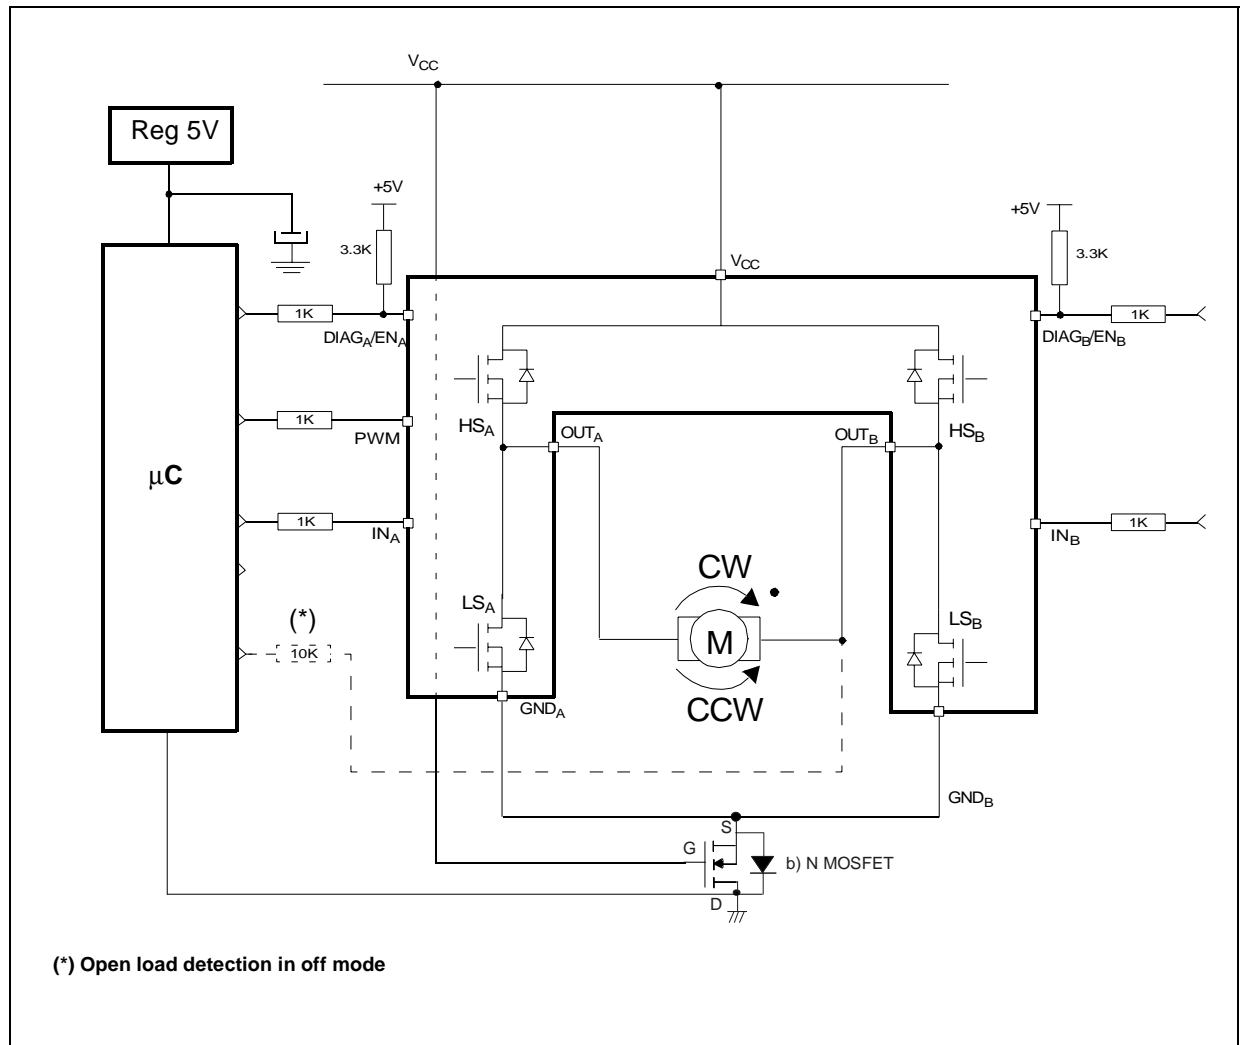 VCC
Reg 5V
+5V
+5V
3.3K
3.3K
VCC
1K
1K
DIAGA/ENA
DIAGB/ENB
HSA
HSB
1K
PWM
OUTA
OUTB
µC
1K
1K
INA
INB
CW
LSA
LSB
(*)
10K
M
CCW
GNDA
GNDB
S
G
b) N MOSFET
D
(*) Open load detection in off mode